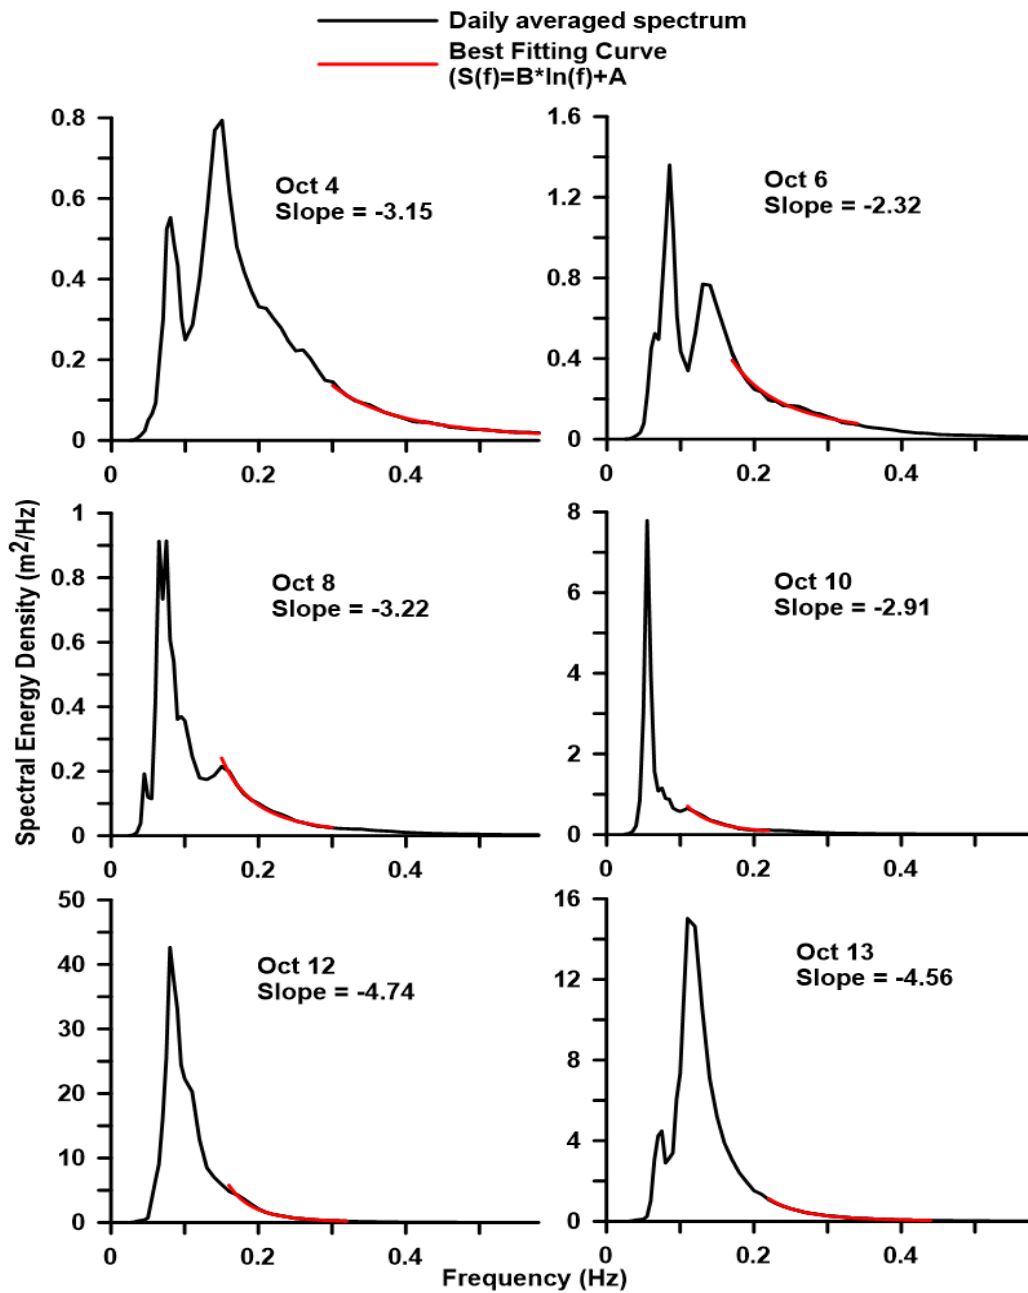 Daily averaged spectrum
Best Fitting Curve
(S(f)=B*ln(f)+A
0.8
0.6
0.4
0.2
0
0
0.2
0.4
Oct 4
Slope = -3.15
1.6
1.2
0.8
0.4
0
0
0.2
0.4
Oct 6
Slope = -2.32
Spectral Energy Density (m²/Hz)
1
0.8
0.6
0.4
0.2
0
0
0.2
0.4
Oct 8
Slope = -3.22
8
6
4
2
0
0
0.2
0.4
Oct 10
Slope = -2.91
50
40
30
20
10
0
0
0.2
0.4
Oct 12
Slope = -4.74
16
12
8
4
0
0
0.2
0.4
Oct 13
Slope = -4.56
Frequency (Hz)